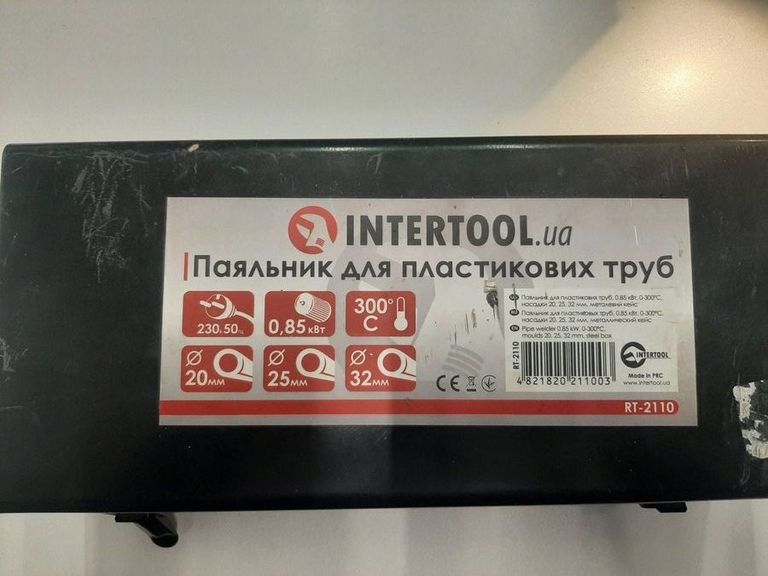 INTERTOOL.ua
Паяльник для пластикових труб
230.50Гц
0,85 кВт
300° C
Ø 20мм
Ø 25мм
Ø 32мм
CE
Паяльник для пластикових труб, 0,85 кВт, 0-300°C,
насадки 20, 25, 32 мм, металевий кейс
Паяльник для пластиковых труб, 0,85 кВт, 0-300°C,
насадки 20, 25, 32 мм, металлический кейс
EN
Pipe welder 0.85 kW, 0-300°C,
moulds 20, 25, 32 mm, steel box
RT-2110
4 821820 211003
INTERTOOL
Made in PRC
www.intertool.ua
RT-2110